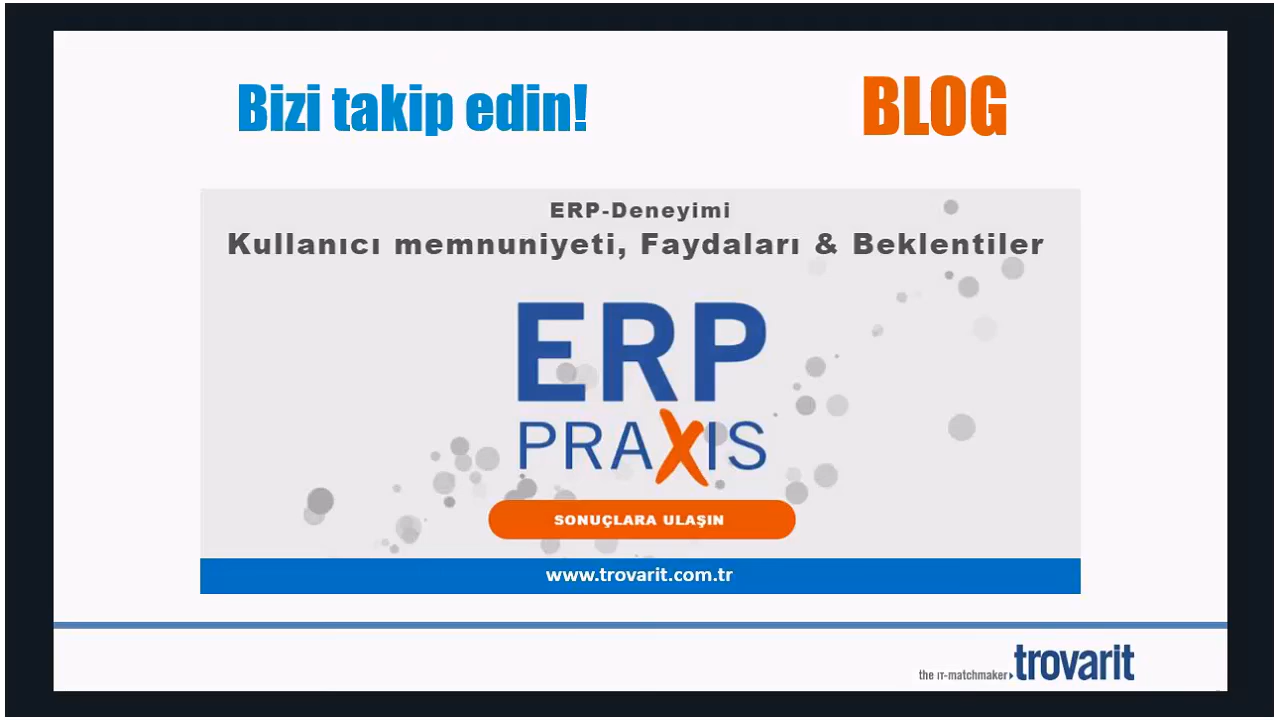 Bizi takip edin!
BLOG
ERP-Deneyimi
Kullanıcı memnuniyeti, Faydaları & Beklentiler
ERP
PRAXIS
SONUÇLARA ULAŞIN
www.trovarit.com.tr
the IT-matchmaker trovarit